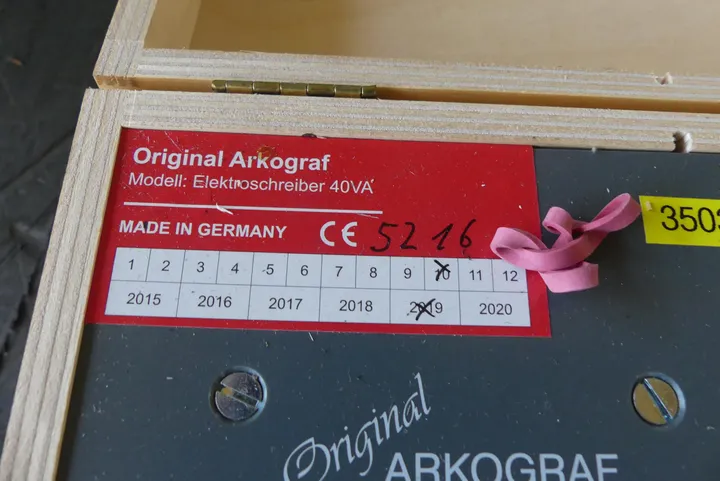 Original Arkograf
Modell: Elektroschreiber 40VA
MADE IN GERMANY CE 5216
1 2 3 4 5 6 7 8 9 10 11 12
2015 2016 2017 2018 2019 2020
3503
Original
ARKOGRAF